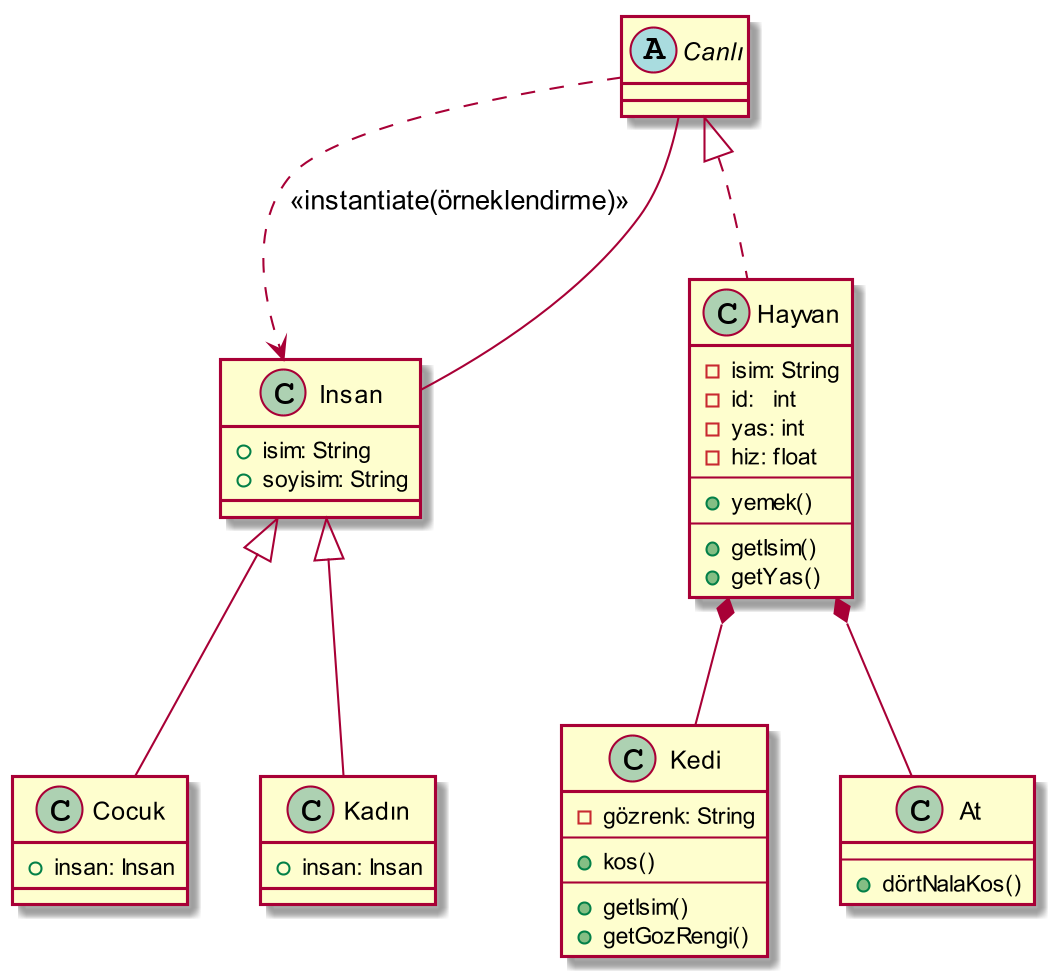 A Canlı
«instantiate(örneklendirme)»
C Hayvan
isim: String
id: int
yas: int
hiz: float
yemek()
getIsim()
getYas()
C Insan
isim: String
soyisim: String
C Cocuk
insan: Insan
C Kadın
insan: Insan
C Kedi
gözrenk: String
kos()
getIsim()
getGozRengi()
C At
dörtNalaKos()